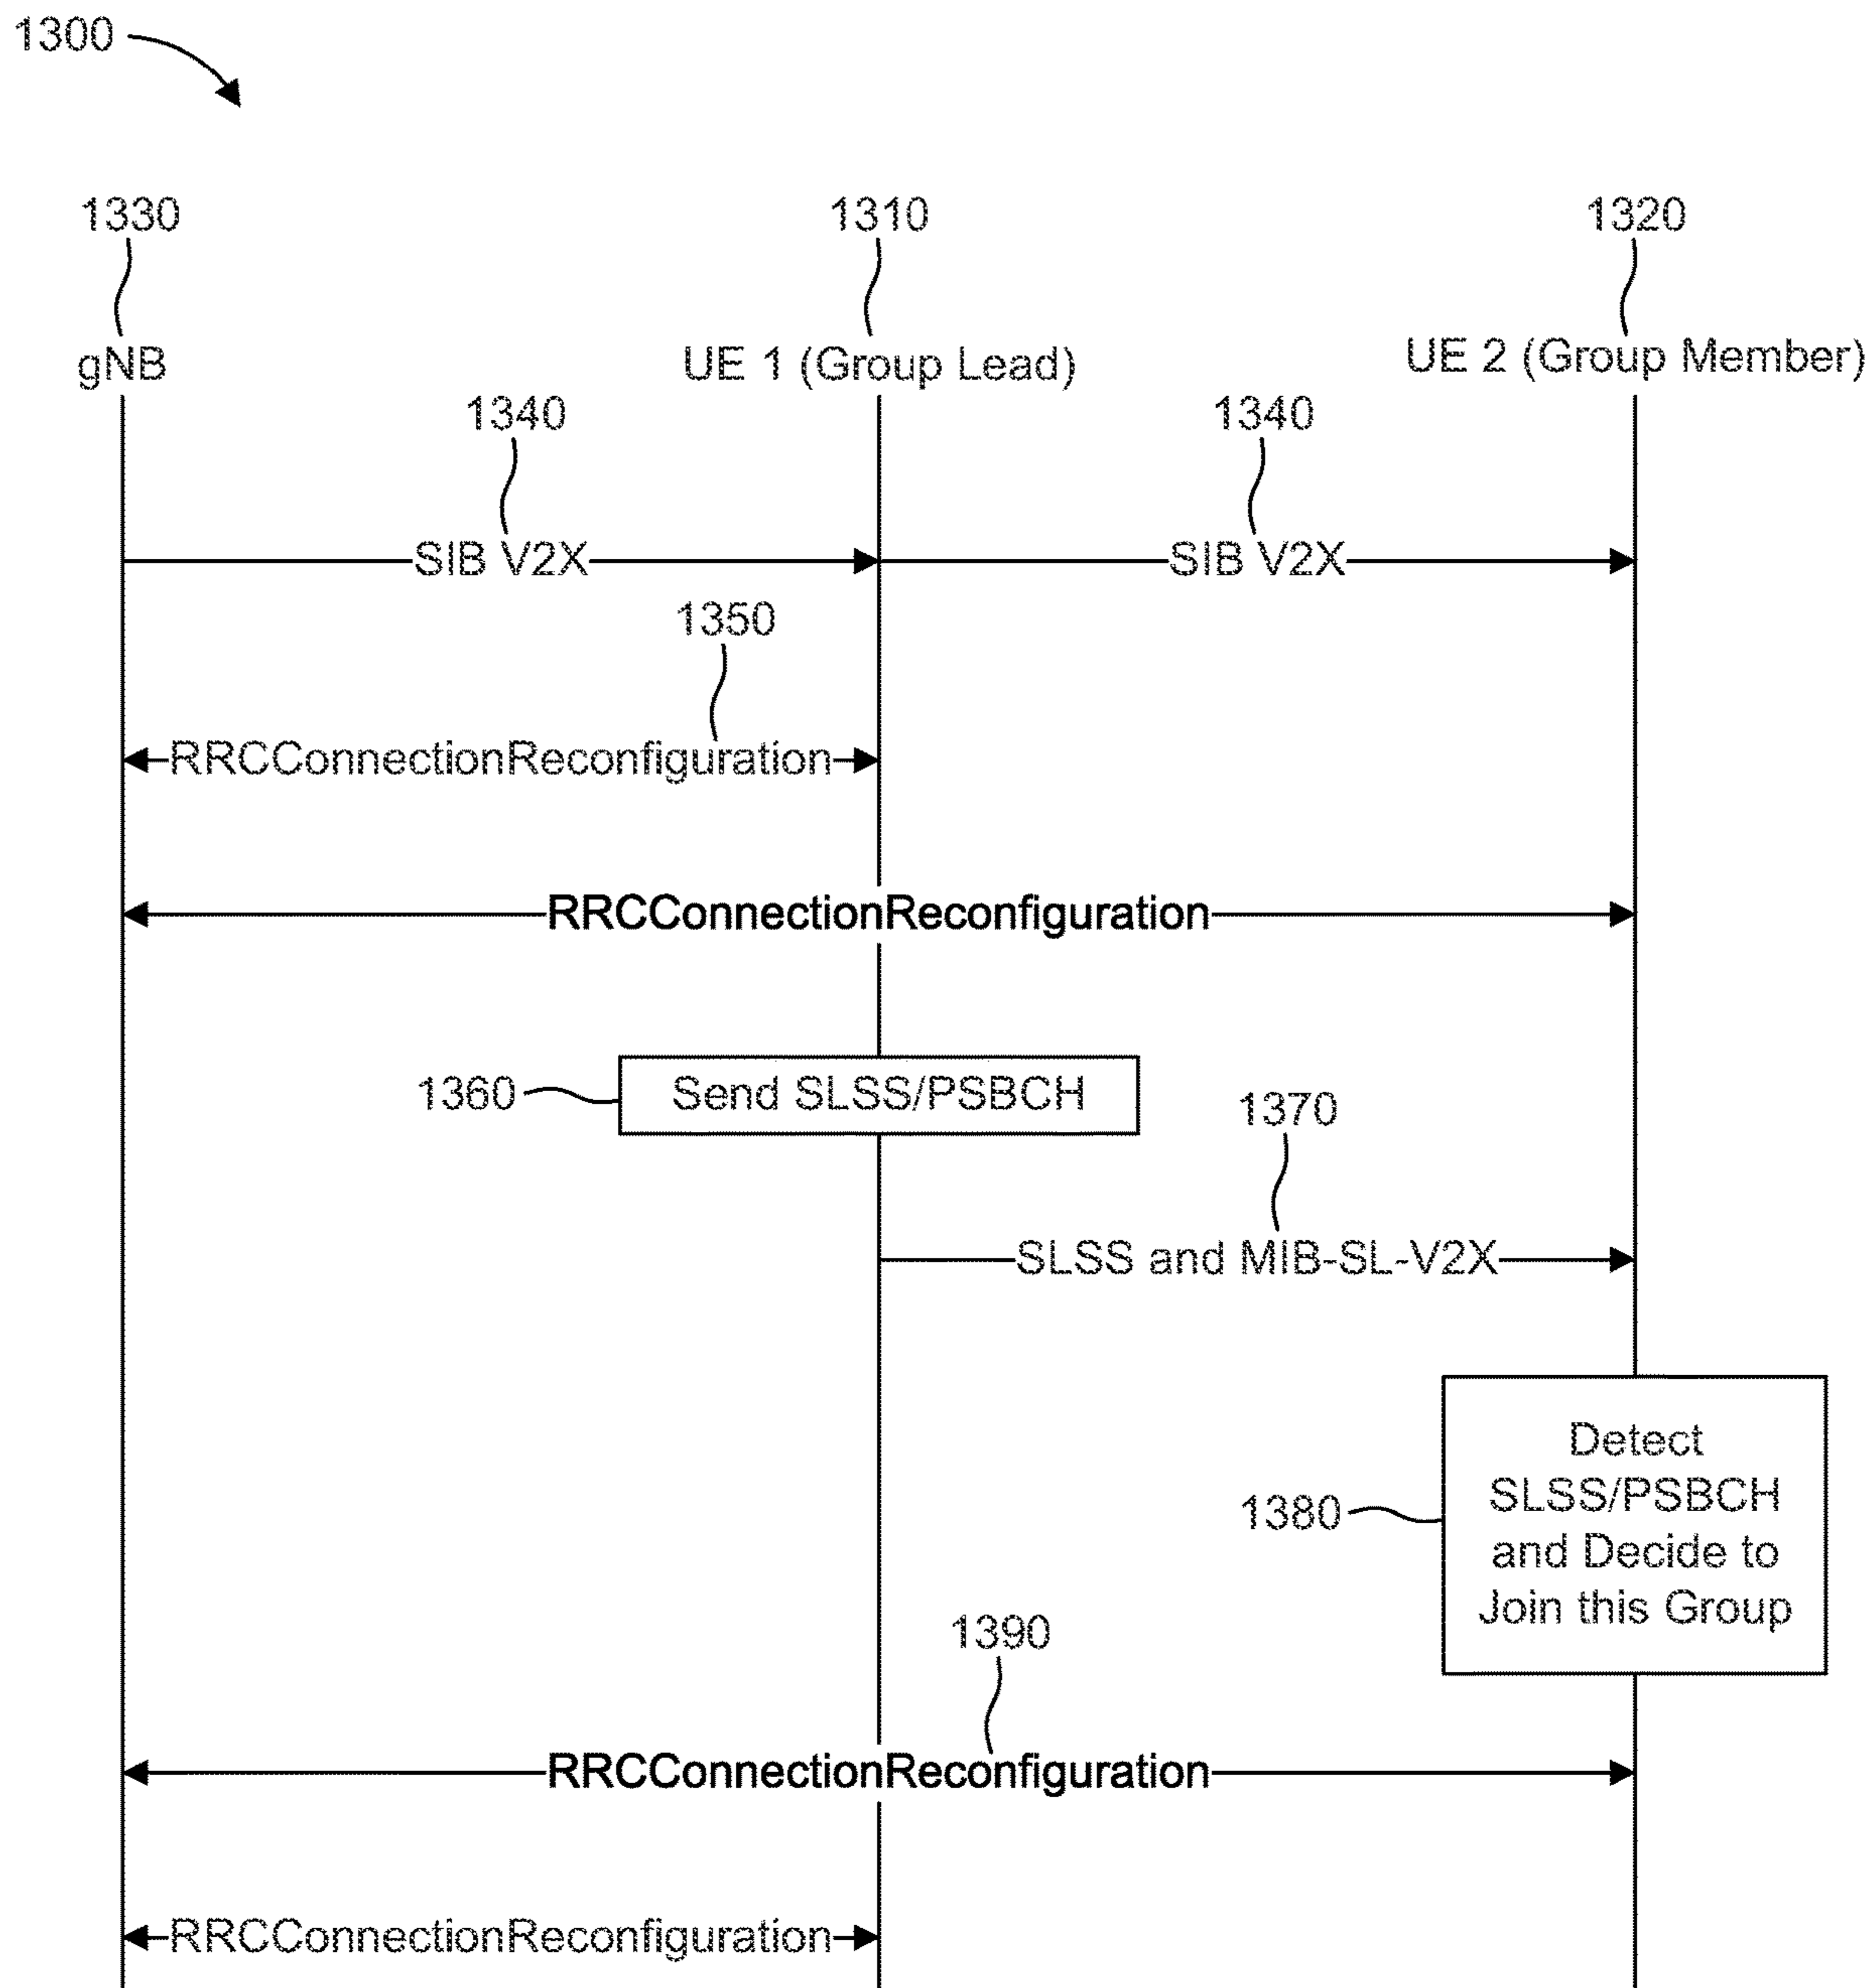 1300
1330
1310
1320
gNB
UE 1 (Group Lead)
UE 2 (Group Member)
1340
1340
SIB V2X
SIB V2X
1350
RRCConnectionReconfiguration
RRCConnectionReconfiguration
1360
Send SLSS/PSBCH
1370
SLSS and MIB-SL-V2X
Detect
SLSS/PSBCH
and Decide to
Join this Group
1380
1390
RRCConnectionReconfiguration
RRCConnectionReconfiguration